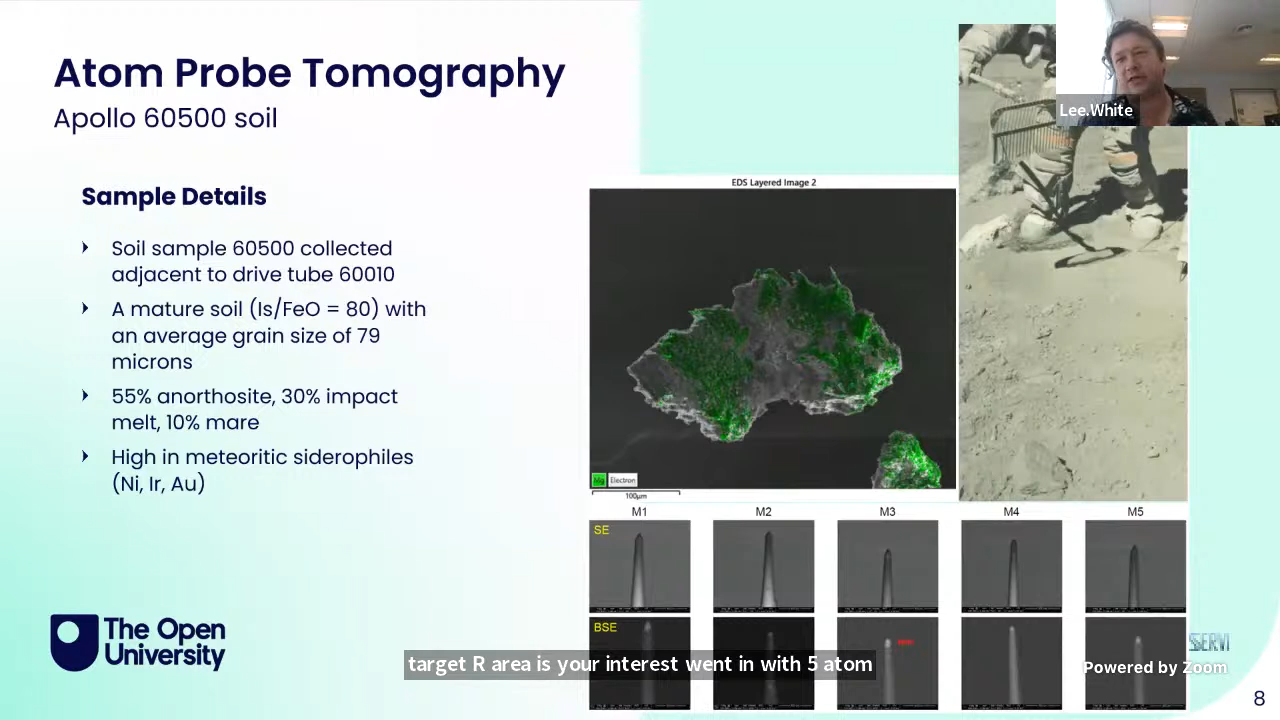 Atom Probe Tomography
Apollo 60500 soil
Sample Details
Soil sample 60500 collected
adjacent to drive tube 60010
A mature soil (Is/FeO = 80) with
an average grain size of 79
microns
55% anorthosite, 30% impact
melt, 10% mare
High in meteoritic siderophiles
(Ni, Ir, Au)
The Open
University
Lee.White
EDS Layered Image 2
Mg Electron
100µm
M1 M2 M3 M4 M5
SE
BSE
target R area is your interest went in with 5 atom
SSERVI
Powered by Zoom
8